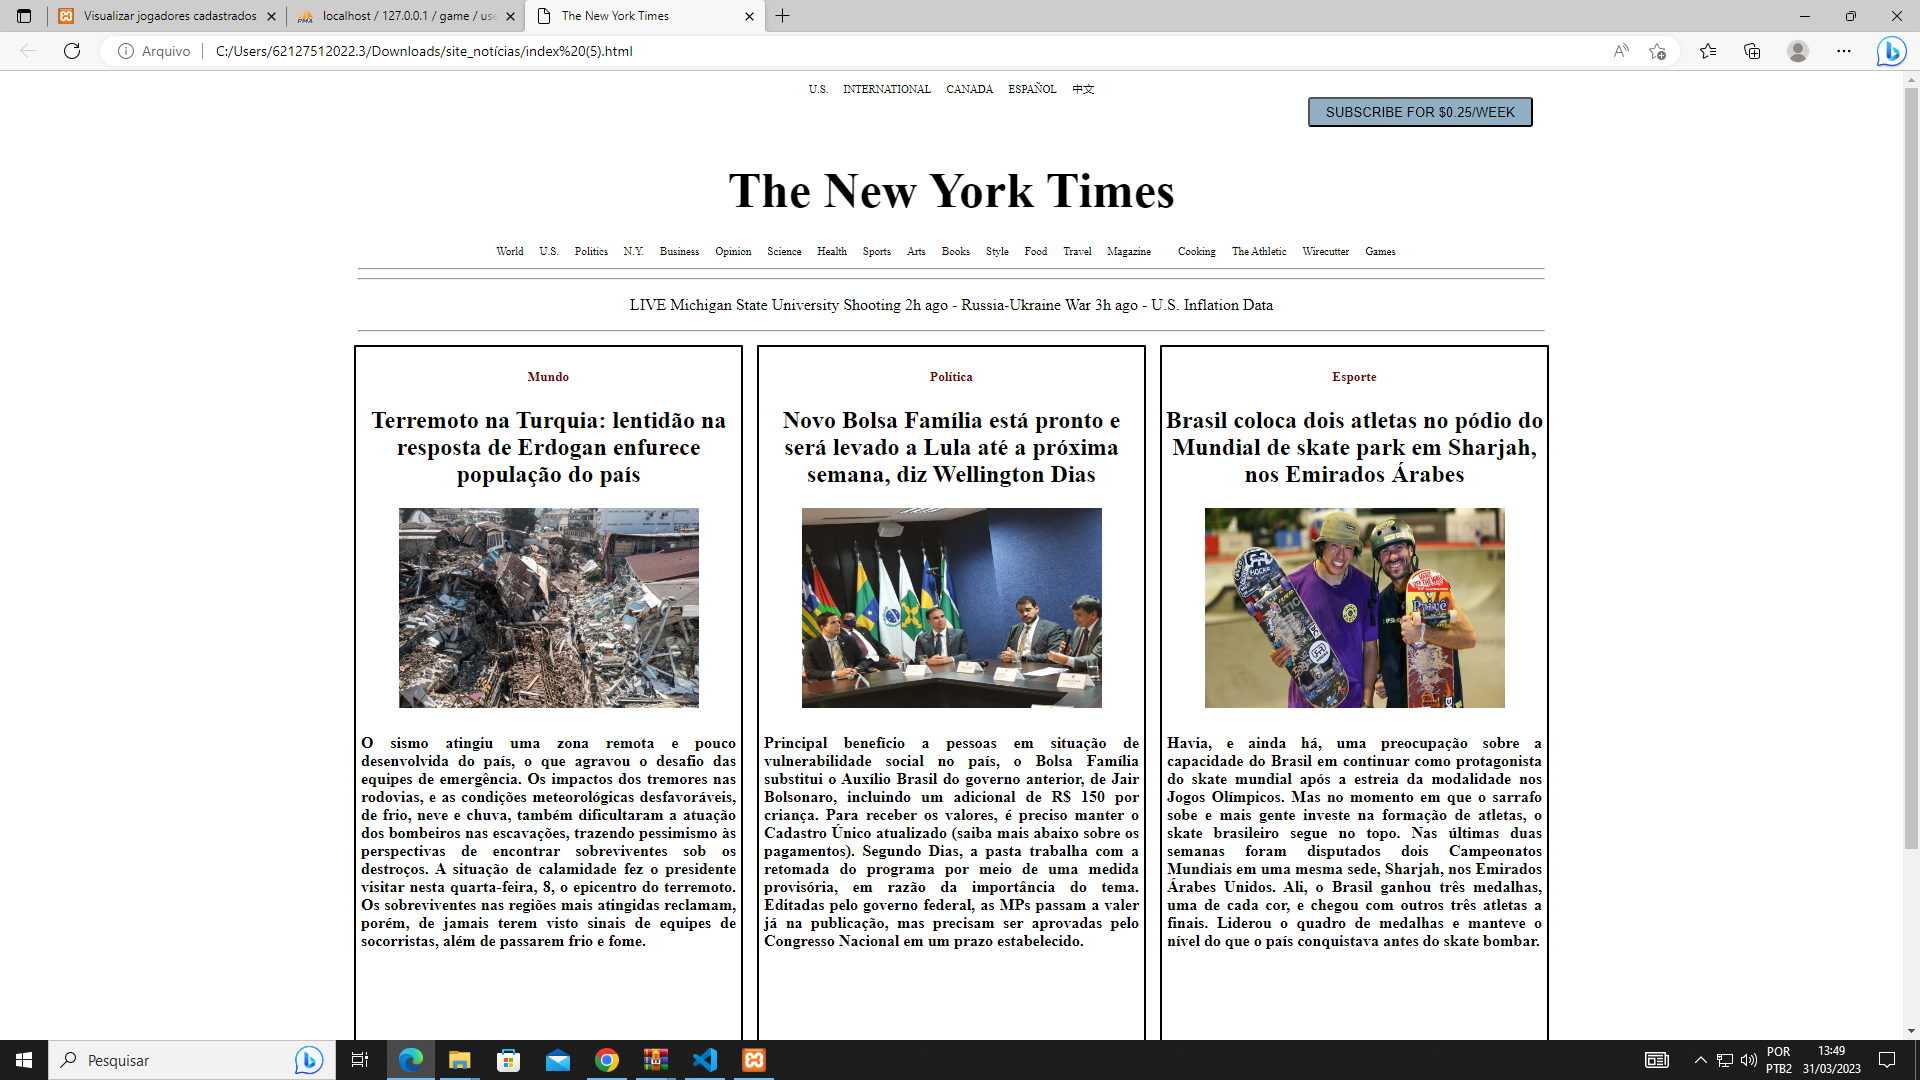 Visualizar jogadores cadastrados
localhost / 127.0.0.1 / game / use
The New York Times
Arquivo
C:/Users/62127512022.3/Downloads/site_notícias/index%20(5).html
U.S. INTERNATIONAL CANADA ESPAÑOL 中文
SUBSCRIBE FOR $0.25/WEEK
The New York Times
World U.S. Politics N.Y. Business Opinion Science Health Sports Arts Books Style Food Travel Magazine Cooking The Athletic Wirecutter Games
LIVE Michigan State University Shooting 2h ago - Russia-Ukraine War 3h ago - U.S. Inflation Data
Mundo
Terremoto na Turquia: lentidão na
resposta de Erdogan enfurece
população do país
O sismo atingiu uma zona remota e pouco
desenvolvida do país, o que agravou o desafio das
equipes de emergência. Os impactos dos tremores nas
rodovias, e as condições meteorológicas desfavoráveis,
de frio, neve e chuva, também dificultaram a atuação
dos bombeiros nas escavações, trazendo pessimismo às
perspectivas de encontrar sobreviventes sob os
destroços. A situação de calamidade fez o presidente
visitar nesta quarta-feira, 8, o epicentro do terremoto.
Os sobreviventes nas regiões mais atingidas reclamam,
porém, de jamais terem visto sinais de equipes de
socorristas, além de passarem frio e fome.
Política
Novo Bolsa Família está pronto e
será levado a Lula até a próxima
semana, diz Wellington Dias
Principal benefício a pessoas em situação de
vulnerabilidade social no país, o Bolsa Família
substitui o Auxílio Brasil do governo anterior, de Jair
Bolsonaro, incluindo um adicional de R$ 150 por
criança. Para receber os valores, é preciso manter o
Cadastro Único atualizado (saiba mais abaixo sobre os
pagamentos). Segundo Dias, a pasta trabalha com a
retomada do programa por meio de uma medida
provisória, em razão da importância do tema.
Editadas pelo governo federal, as MPs passam a valer
já na publicação, mas precisam ser aprovadas pelo
Congresso Nacional em um prazo estabelecido.
Esporte
Brasil coloca dois atletas no pódio do
Mundial de skate park em Sharjah,
nos Emirados Árabes
HOCKS
Privê
Havia, e ainda há, uma preocupação sobre a
capacidade do Brasil em continuar como protagonista
do skate mundial após a estreia da modalidade nos
Jogos Olímpicos. Mas no momento em que o sarrafo
sobe e mais gente investe na formação de atletas, o
skate brasileiro segue no topo. Nas últimas duas
semanas foram disputados dois Campeonatos
Mundiais em uma mesma sede, Sharjah, nos Emirados
Árabes Unidos. Ali, o Brasil ganhou três medalhas,
uma de cada cor, e chegou com outros três atletas a
finais. Liderou o quadro de medalhas e manteve o
nível do que o país conquistava antes do skate bombar.
Pesquisar
POR
PTB2
13:49
31/03/2023